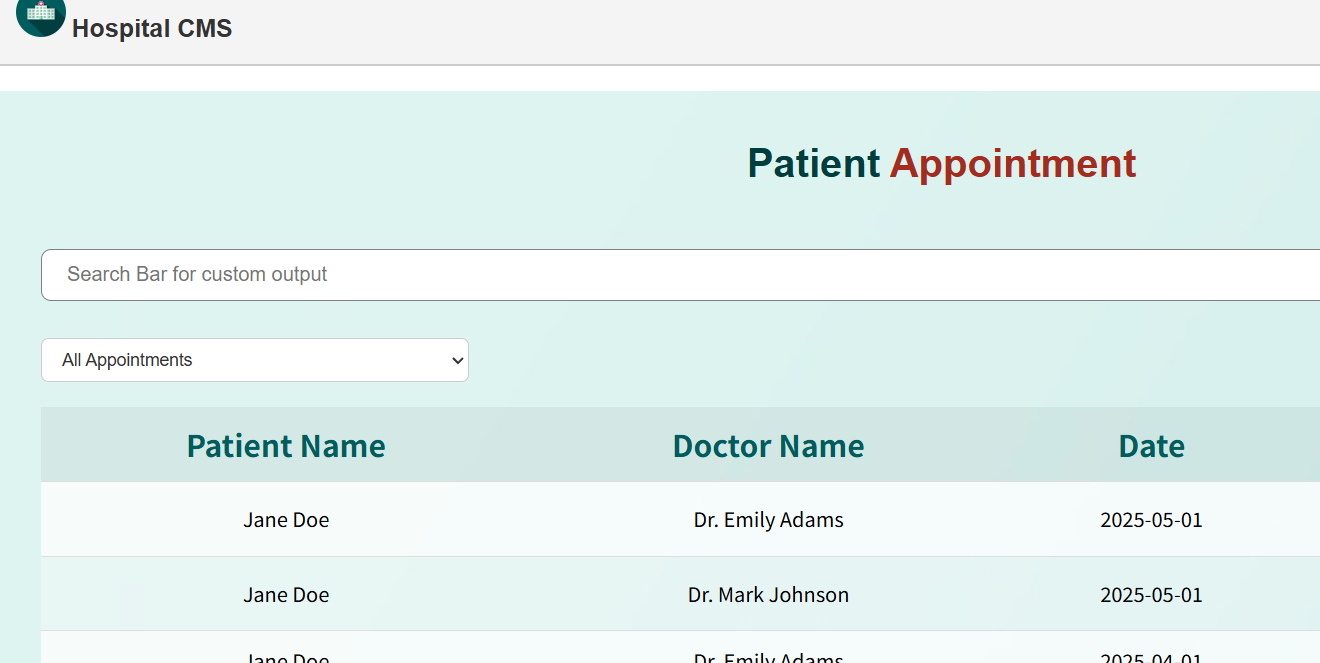 Hospital CMS
Patient Appointment
Search Bar for custom output
All Appointments
Patient Name Doctor Name Date
Jane Doe Dr. Emily Adams 2025-05-01
Jane Doe Dr. Mark Johnson 2025-05-01
Jane Doe Dr. Emily Adams 2025-04-01